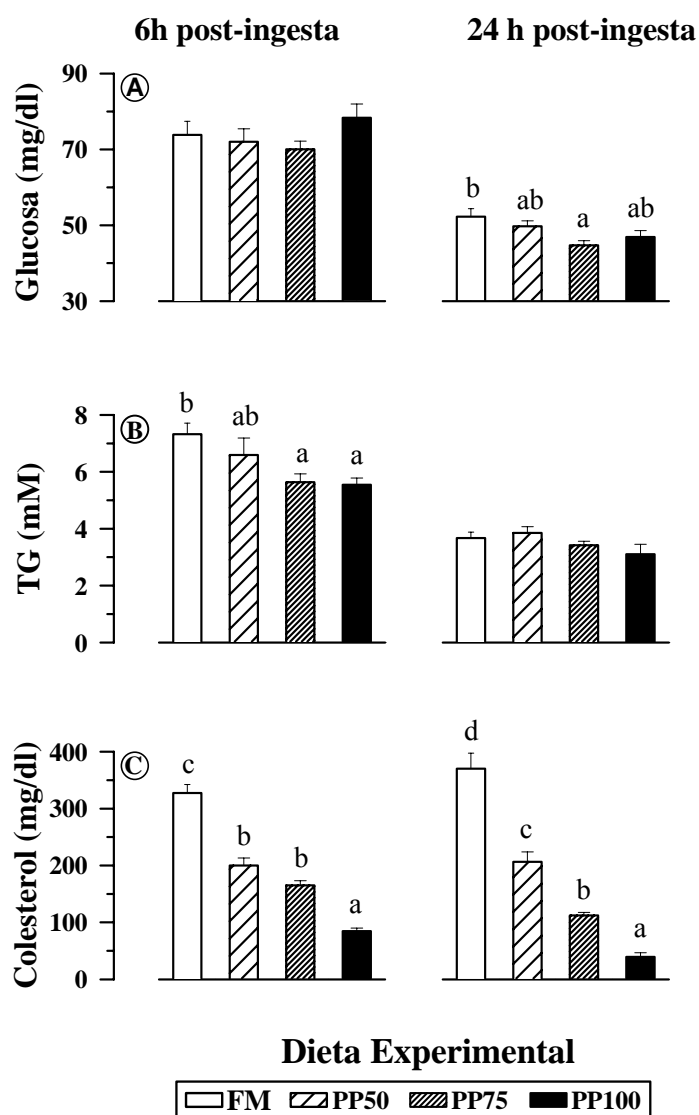 6h post-ingesta
24 h post-ingesta
A
Glucosa (mg/dl)
90
70
50
30
b
ab
a
ab
B
TG (mM)
8
6
4
2
0
b
ab
a
a
C
Colesterol (mg/dl)
400
300
200
100
0
c
b
b
a
d
c
b
a
Dieta Experimental
FM PP50 PP75 PP100